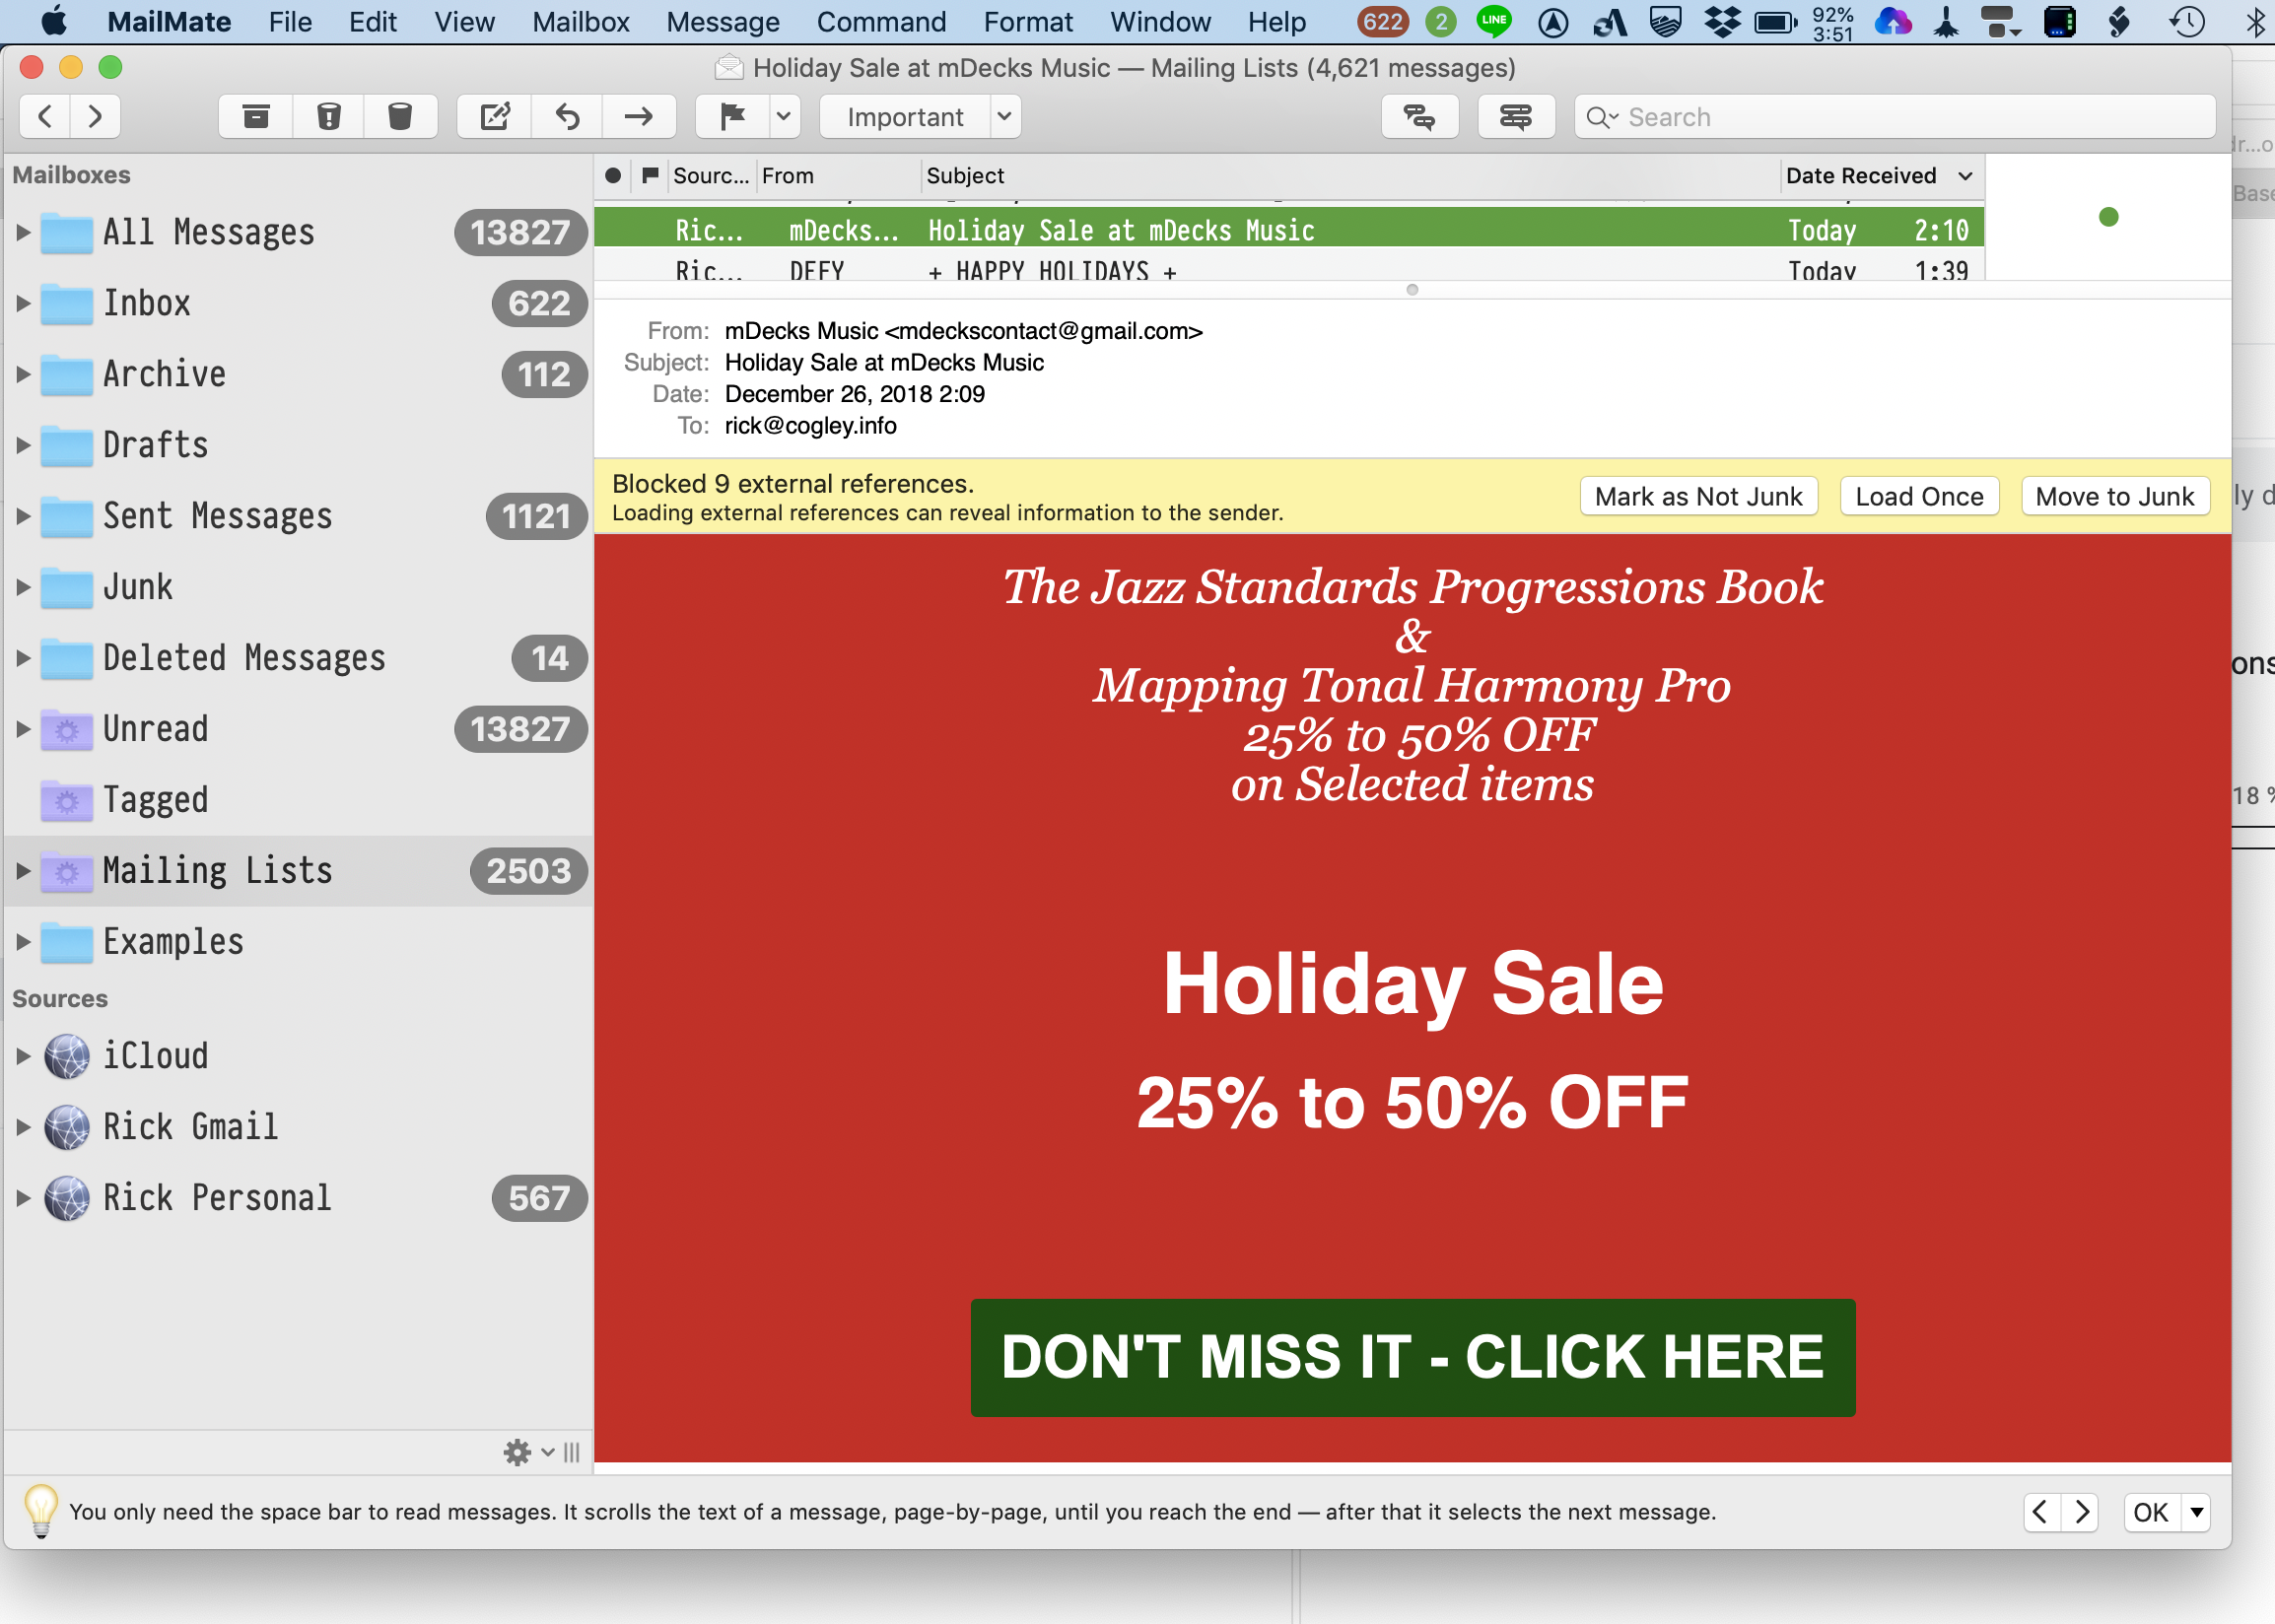 MailMate File Edit View Mailbox Message Command Format Window Help 622 2 LINE 92% 3:51
Holiday Sale at mDecks Music — Mailing Lists (4,621 messages)
Important
Search
Mailboxes
All Messages 13827
Inbox 622
Archive 112
Drafts
Sent Messages 1121
Junk
Deleted Messages 14
Unread 13827
Tagged
Mailing Lists 2503
Examples
Sources
iCloud
Rick Gmail
Rick Personal 567
Sourc... From Subject Date Received
Ric... mDecks... Holiday Sale at mDecks Music Today 2:10
Ric... DEFY + HAPPY HOLIDAYS + Today 1:39
From: mDecks Music <mdeckscontact@gmail.com>
Subject: Holiday Sale at mDecks Music
Date: December 26, 2018 2:09
To: rick@cogley.info
Blocked 9 external references.
Loading external references can reveal information to the sender.
Mark as Not Junk Load Once Move to Junk
The Jazz Standards Progressions Book
&
Mapping Tonal Harmony Pro
25% to 50% OFF
on Selected items
Holiday Sale
25% to 50% OFF
DON'T MISS IT - CLICK HERE
You only need the space bar to read messages. It scrolls the text of a message, page-by-page, until you reach the end — after that it selects the next message.
OK